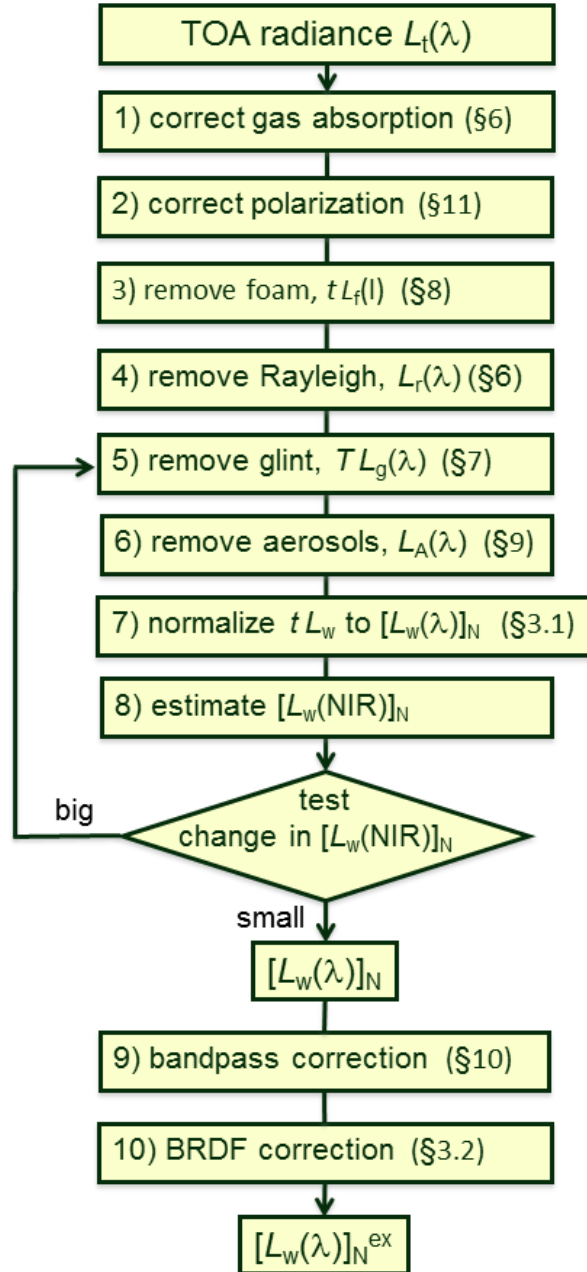 TOA radiance Lt(λ)
1) correct gas absorption (§6)
2) correct polarization (§11)
3) remove foam, t Lf(l) (§8)
4) remove Rayleigh, Lr(λ) (§6)
5) remove glint, T Lg(λ) (§7)
6) remove aerosols, LA(λ) (§9)
7) normalize t Lw to [Lw(λ)]N (§3.1)
8) estimate [Lw(NIR)]N
big
test
change in [Lw(NIR)]N
small
[Lw(λ)]N
9) bandpass correction (§10)
10) BRDF correction (§3.2)
[Lw(λ)]N^ex